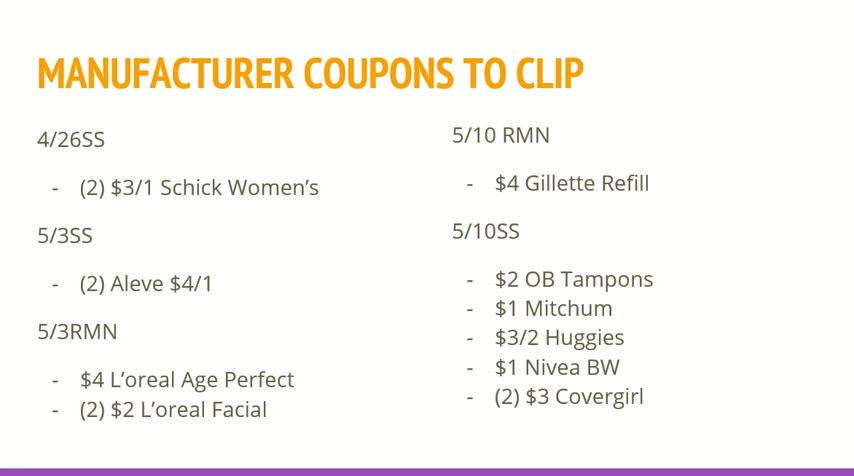 MANUFACTURER COUPONS TO CLIP
4/26SS
- (2) $3/1 Schick Women’s
5/3SS
- (2) Aleve $4/1
5/3RMN
- $4 L’oreal Age Perfect
- (2) $2 L’oreal Facial
5/10 RMN
- $4 Gillette Refill
5/10SS
- $2 OB Tampons
- $1 Mitchum
- $3/2 Huggies
- $1 Nivea BW
- (2) $3 Covergirl